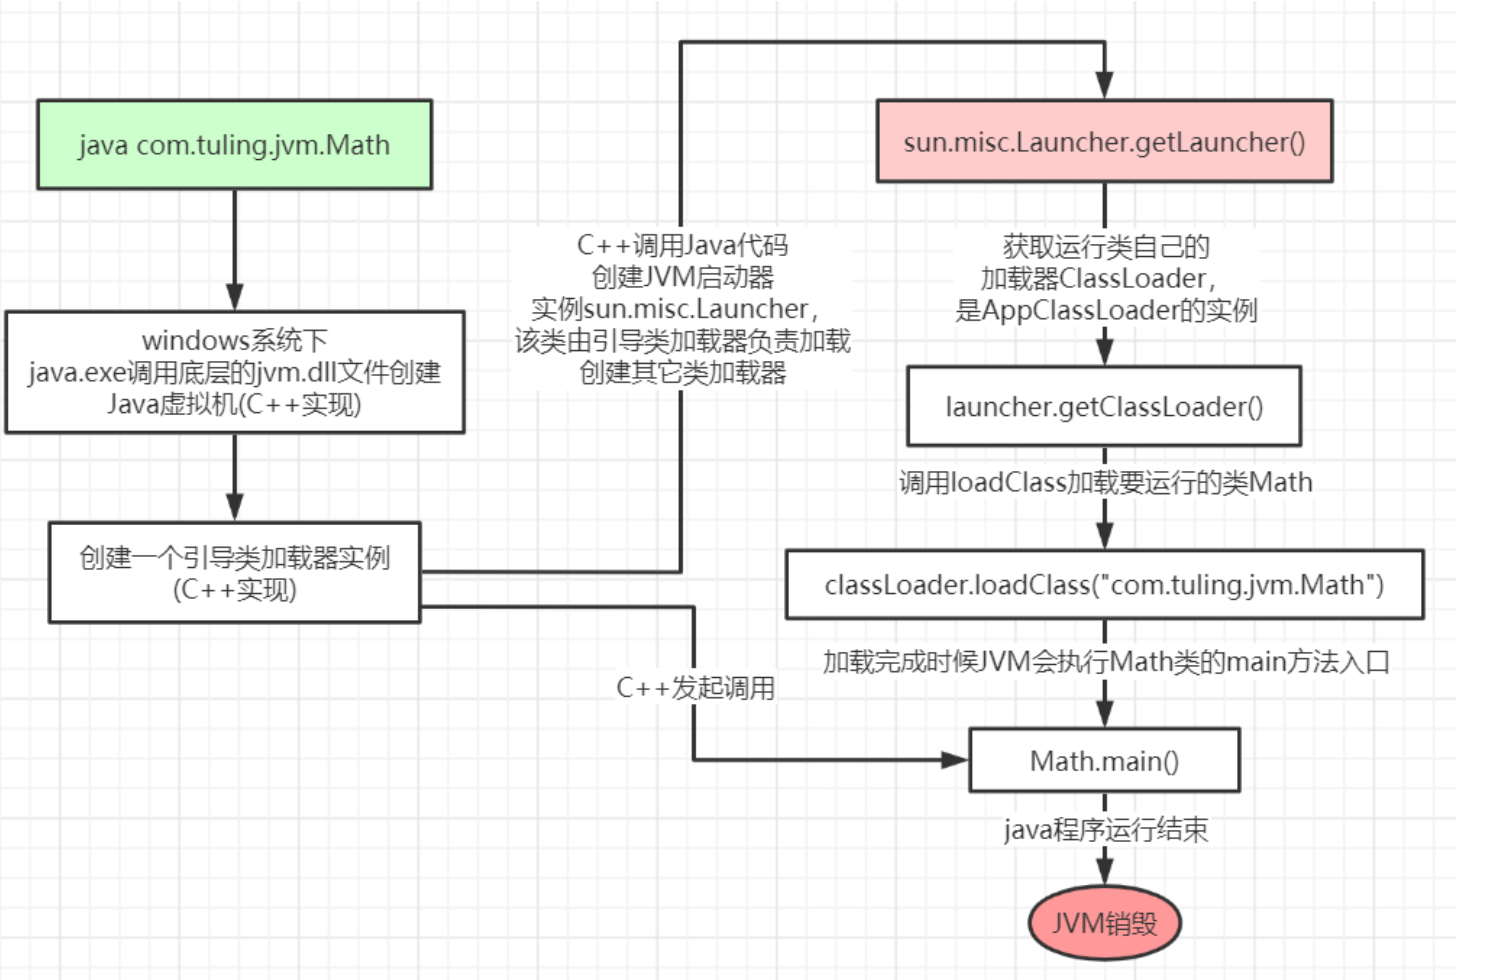 java com.tuling.jvm.Math
windows系统下
java.exe调用底层的jvm.dll文件创建
Java虚拟机(C++实现)
创建一个引导类加载器实例
(C++实现)
C++调用Java代码
创建JVM启动器
实例sun.misc.Launcher，
该类由引导类加载器负责加载
创建其它类加载器
C++发起调用
sun.misc.Launcher.getLauncher()
获取运行类自己的
加载器ClassLoader，
是AppClassLoader的实例
launcher.getClassLoader()
调用loadClass加载要运行的类Math
classLoader.loadClass("com.tuling.jvm.Math")
加载完成时候JVM会执行Math类的main方法入口
Math.main()
java程序运行结束
JVM销毁